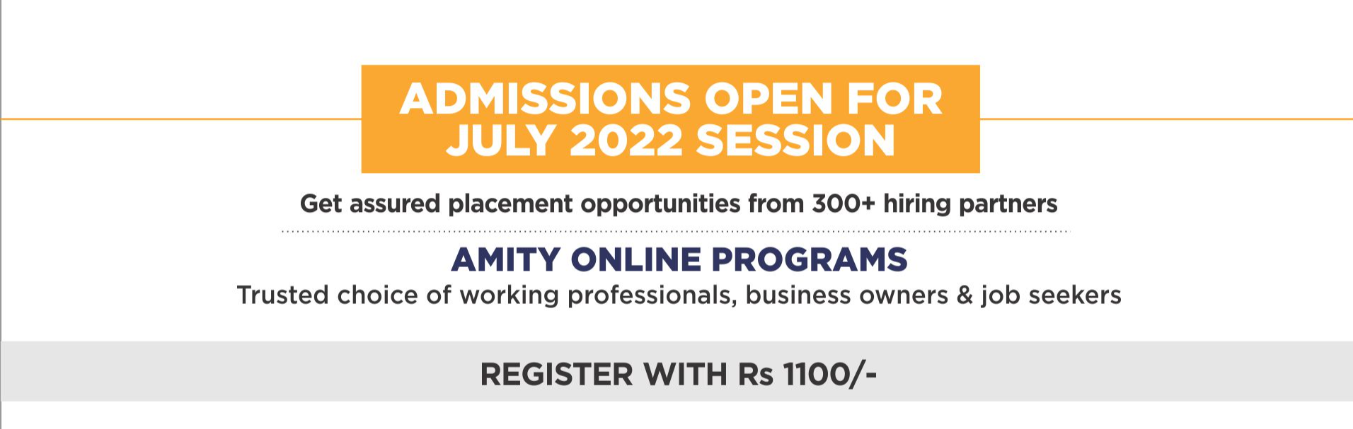 ADMISSIONS OPEN FOR
JULY 2022 SESSION
Get assured placement opportunities from 300+ hiring partners
AMITY ONLINE PROGRAMS
Trusted choice of working professionals, business owners & job seekers
REGISTER WITH Rs 1100/-